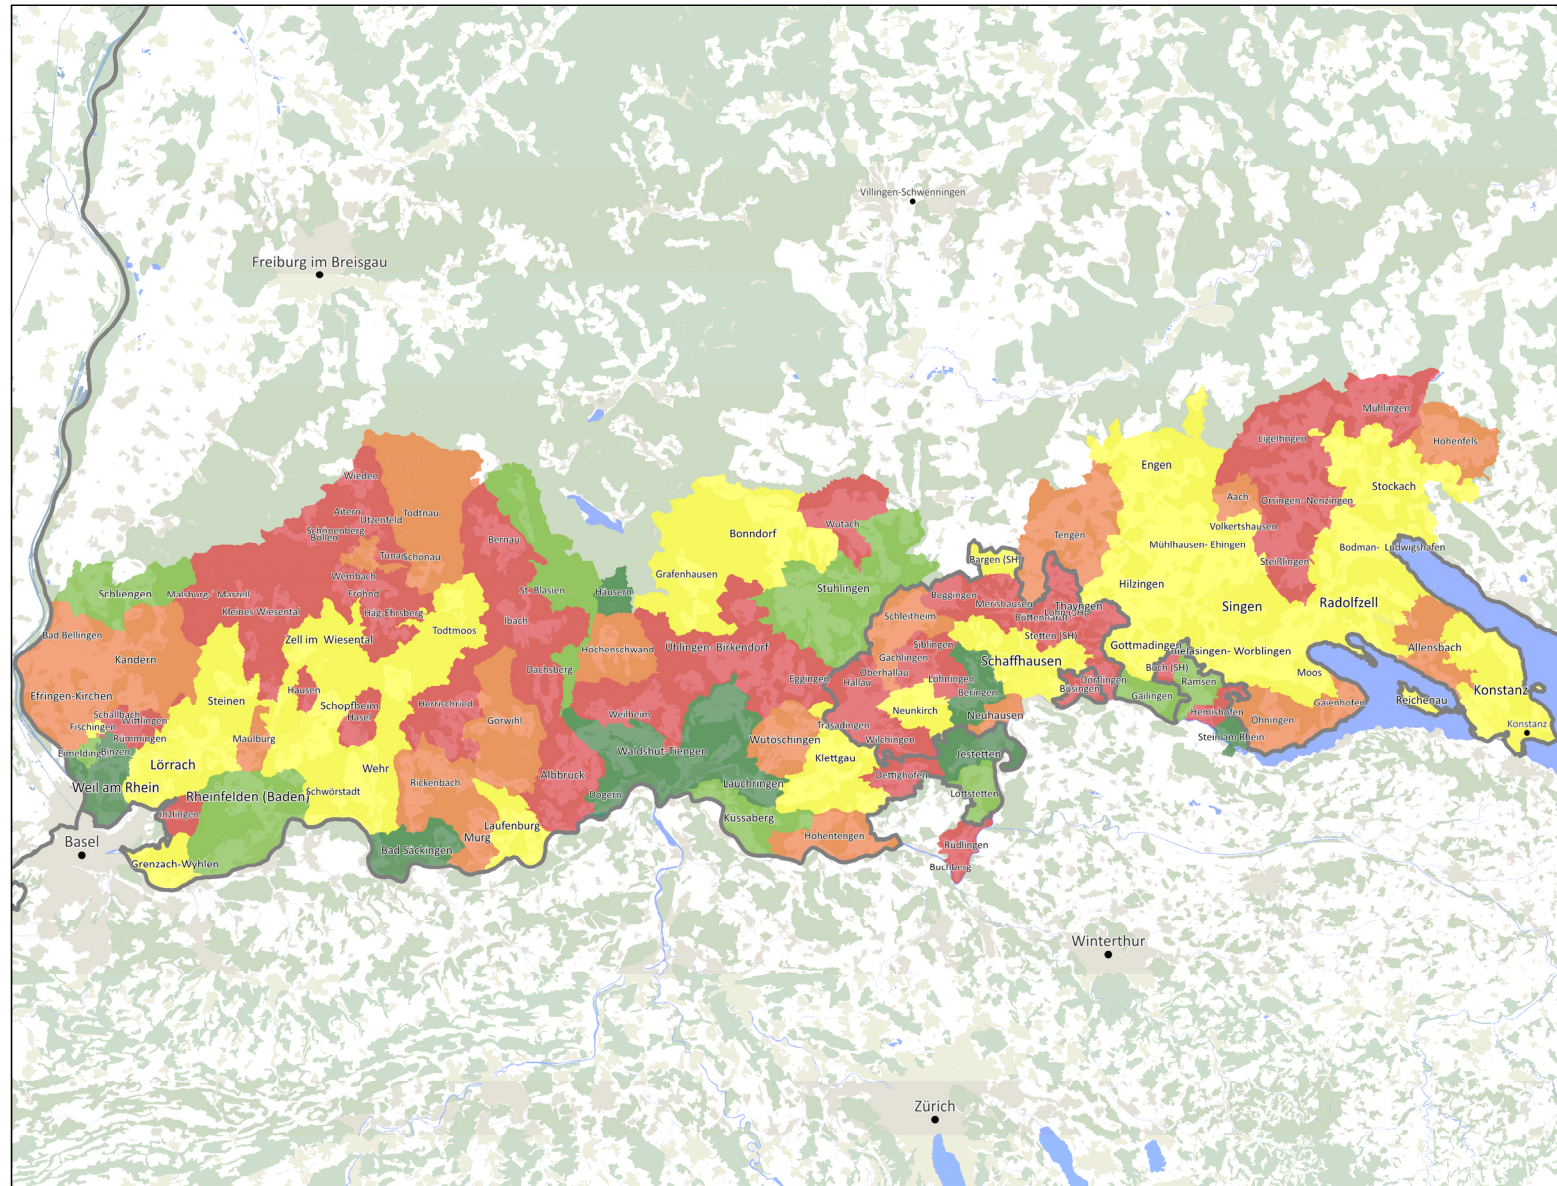 Villingen-Schwenningen
Freiburg im Breisgau
Mühlingen
Eigeltingen
Hohenfels
Engen
Wieden
Stockach
Aach
Orsingen- Nenzingen
Aitern
Utzenfeld
Todtnau
Schönenberg
Böllen
Wutach
Volkertshausen
Bonndorf
Tengen
Bernau
Mühlhausen- Ehingen
Bodman- Ludwigshafen
Tunau
Schönau
Bargen (SH)
Steißlingen
Wembach
Grafenhausen
Hilzingen
Schliengen
Malsburg- Marzell
Fröhnd
St. Blasien
Häusern
Stühlingen
Beggingen
Merishausen
Thayngen
Singen
Radolfzell
Kleines Wiesental
Häg-Ehrsberg
Ibach
Schleitheim
Büttenhardt
Bad Bellingen
Zell im Wiesental
Todtmoos
Siblingen
Stetten (SH)
Gottmadingen
Rielasingen- Worblingen
Allensbach
Kandern
Hochenschwand
Ühlingen- Birkendorf
Gächlingen
Schaffhausen
Dachsberg
Oberhallau
Buch (SH)
Moos
Hallau
Löhningen
Dörflingen
Ramsen
Eggingen
Beringen
Büsingen
Gailingen
Konstanz
Efringen-Kirchen
Hausen
Steinen
Schopfheim
Herrischried
Gaienhofen
Reichenau
Schallbach
Wittlingen
Hasel
Görwihl
Weilheim
Neunkirch
Neuhausen
Hemishofen
Öhningen
Fischingen
Trasadingen
Konstanz
Rümmingen
Maulburg
Wutöschingen
Wilchingen
Stein am Rhein
Eimeldingen
Binzen
Waldshut-Tiengen
Klettgau
Jestetten
Lörrach
Wehr
Albbruck
Dettighofen
Weil am Rhein
Rickenbach
Lauchringen
Rheinfelden (Baden)
Schwörstadt
Dogern
Lottstetten
Inzlingen
Küssaberg
Laufenburg
Murg
Hohentengen
Basel
Bad Säckingen
Rüdlingen
Grenzach-Wyhlen
Buchberg
Winterthur
Zürich